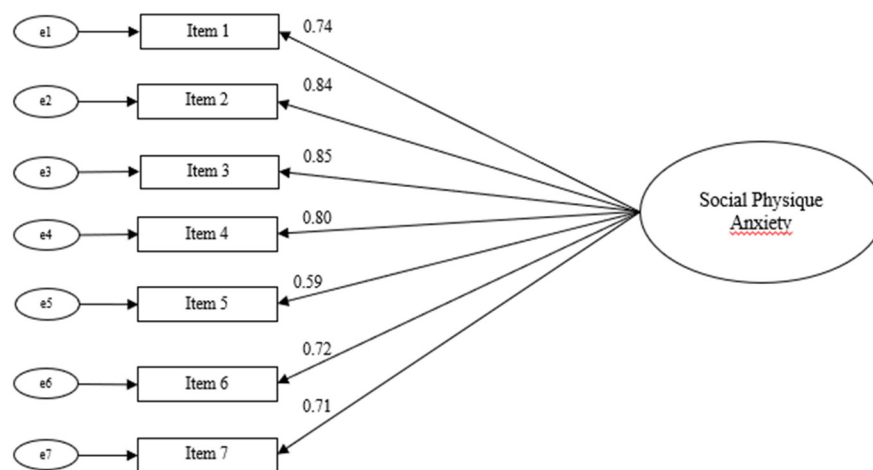 e1
Item 1
0.74
e2
Item 2
0.84
e3
Item 3
0.85
e4
Item 4
0.80
e5
Item 5
0.59
e6
Item 6
0.72
e7
Item 7
0.71
Social Physique
Anxiety